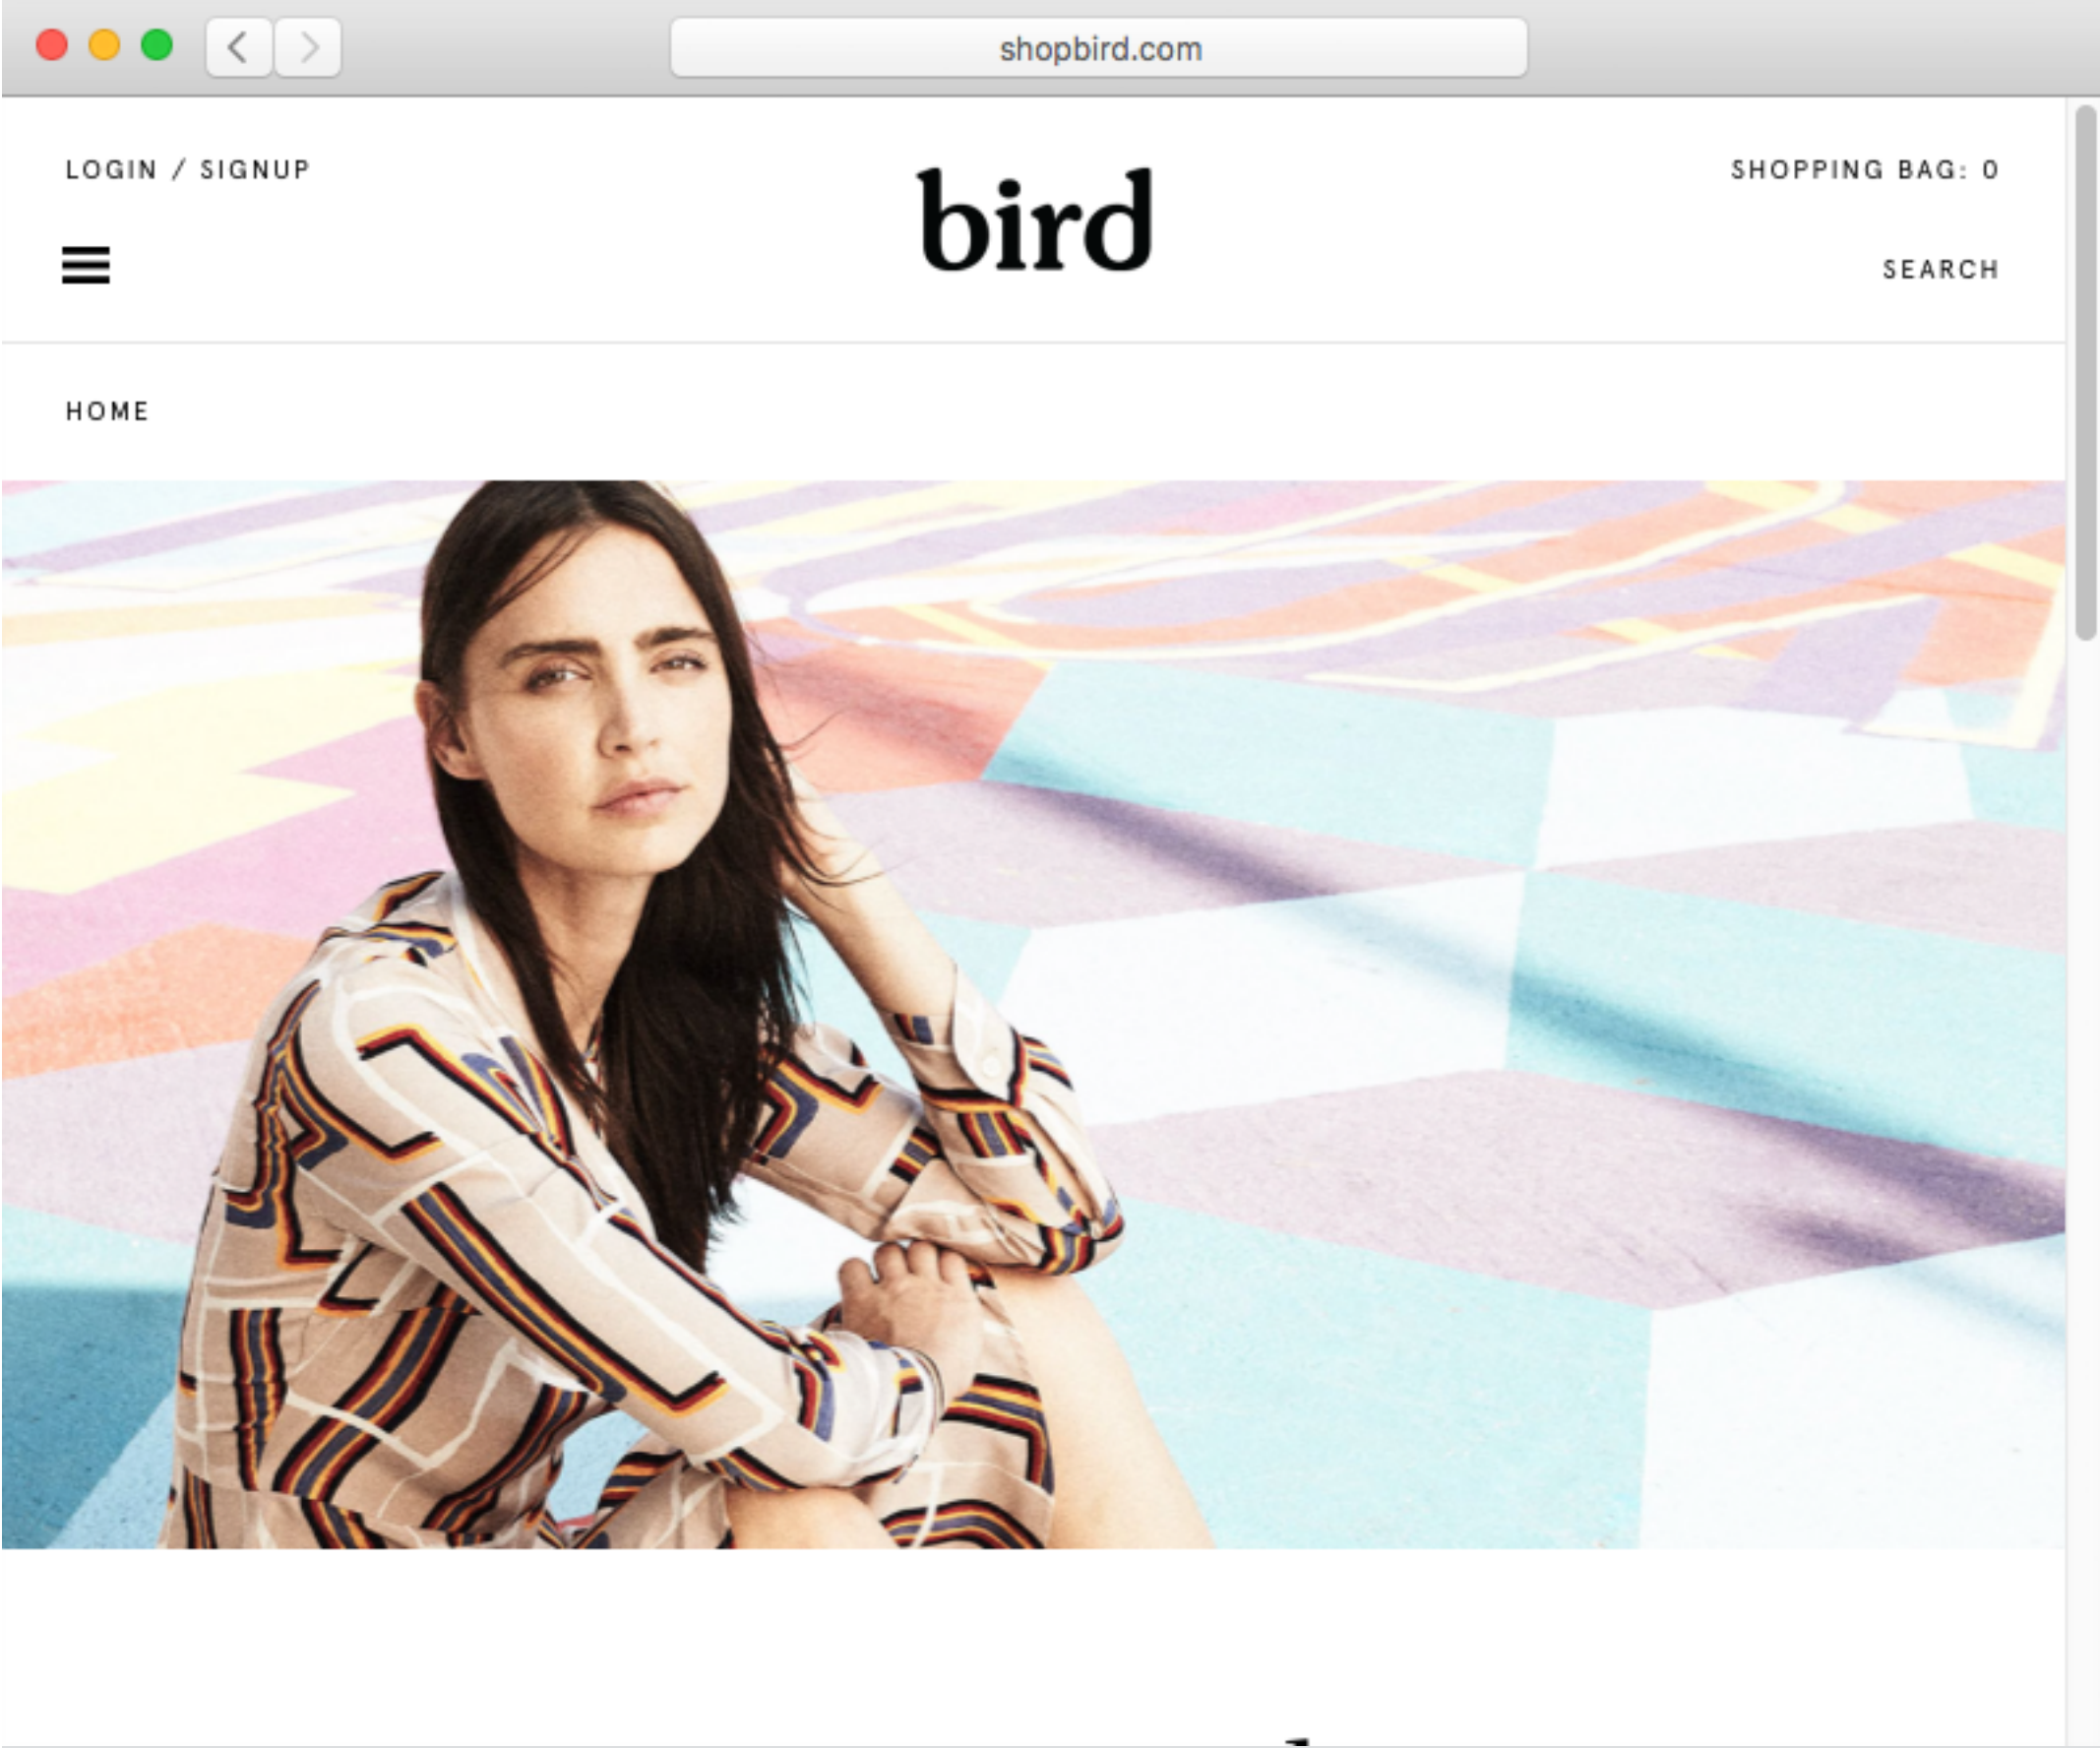 shopbird.com
LOGIN / SIGNUP
bird
SHOPPING BAG: 0
SEARCH
HOME